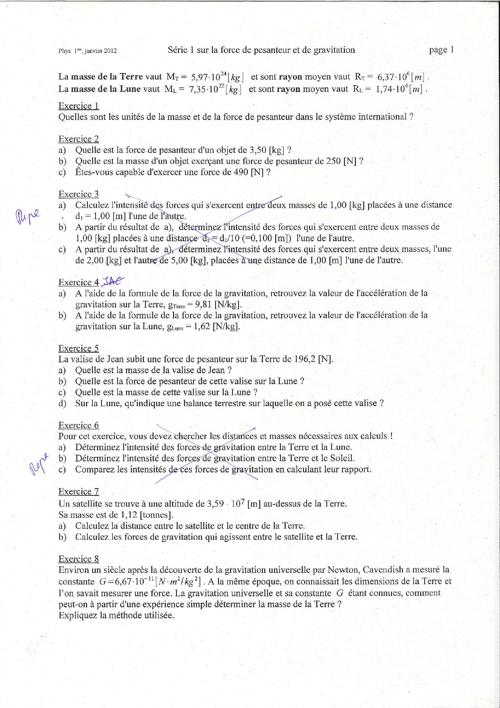 Phys. 1ère, janvier 2012 Série 1 sur la force de pesanteur et de gravitation page 1
La masse de la Terre vaut M_T = 5,97·10^24 [kg] et sont rayon moyen vaut R_T = 6,37·10^6 [m] .
La masse de la Lune vaut M_L = 7,35·10^22 [kg] et sont rayon moyen vaut R_L = 1,74·10^6 [m] .
Exercice 1
Quelles sont les unités de la masse et de la force de pesanteur dans le système international ?
Exercice 2
a) Quelle est la force de pesanteur d'un objet de 3,50 [kg] ?
b) Quelle est la masse d'un objet exerçant une force de pesanteur de 250 [N] ?
c) Êtes-vous capable d'exercer une force de 490 [N] ?
Exercice 3
a) Calculez l'intensité des forces qui s'exercent entre deux masses de 1,00 [kg] placées à une distance
d₁ = 1,00 [m] l'une de l'autre.
b) A partir du résultat de a), déterminez l'intensité des forces qui s'exercent entre deux masses de
1,00 [kg] placées à une distance d₂ = d₁/10 (=0,100 [m]) l'une de l'autre.
c) A partir du résultat de a), déterminez l'intensité des forces qui s'exercent entre deux masses, l'une
de 2,00 [kg] et l'autre de 5,00 [kg], placées à une distance de 1,00 [m] l'une de l'autre.
Exercice 4
a) A l'aide de la formule de la force de la gravitation, retrouvez la valeur de l'accélération de la
gravitation sur la Terre, g_Terre = 9,81 [N/kg].
b) A l'aide de la formule de la force de la gravitation, retrouvez la valeur de l'accélération de la
gravitation sur la Lune, g_Lune = 1,62 [N/kg].
Exercice 5
La valise de Jean subit une force de pesanteur sur la Terre de 196,2 [N].
a) Quelle est la masse de la valise de Jean ?
b) Quelle est la force de pesanteur de cette valise sur la Lune ?
c) Quelle est la masse de cette valise sur la Lune ?
d) Sur la Lune, qu'indique une balance terrestre sur laquelle on a posé cette valise ?
Exercice 6
Pour cet exercice, vous devez chercher les distances et masses nécessaires aux calculs !
a) Déterminez l'intensité des forces de gravitation entre la Terre et la Lune.
b) Déterminez l'intensité des forces de gravitation entre la Terre et le Soleil.
c) Comparez les intensités de ces forces de gravitation en calculant leur rapport.
Exercice 7
Un satellite se trouve à une altitude de 3,59 · 10^7 [m] au-dessus de la Terre.
Sa masse est de 1,12 [tonnes].
a) Calculez la distance entre le satellite et le centre de la Terre.
b) Calculez les forces de gravitation qui agissent entre le satellite et la Terre.
Exercice 8
Environ un siècle après la découverte de la gravitation universelle par Newton, Cavendish a mesuré la
constante G=6,67·10^-11 [N·m²/kg²] . A la même époque, on connaissait les dimensions de la Terre et
l'on savait mesurer une force. La gravitation universelle et sa constante G étant connues, comment
peut-on à partir d'une expérience simple déterminer la masse de la Terre ?
Expliquez la méthode utilisée.